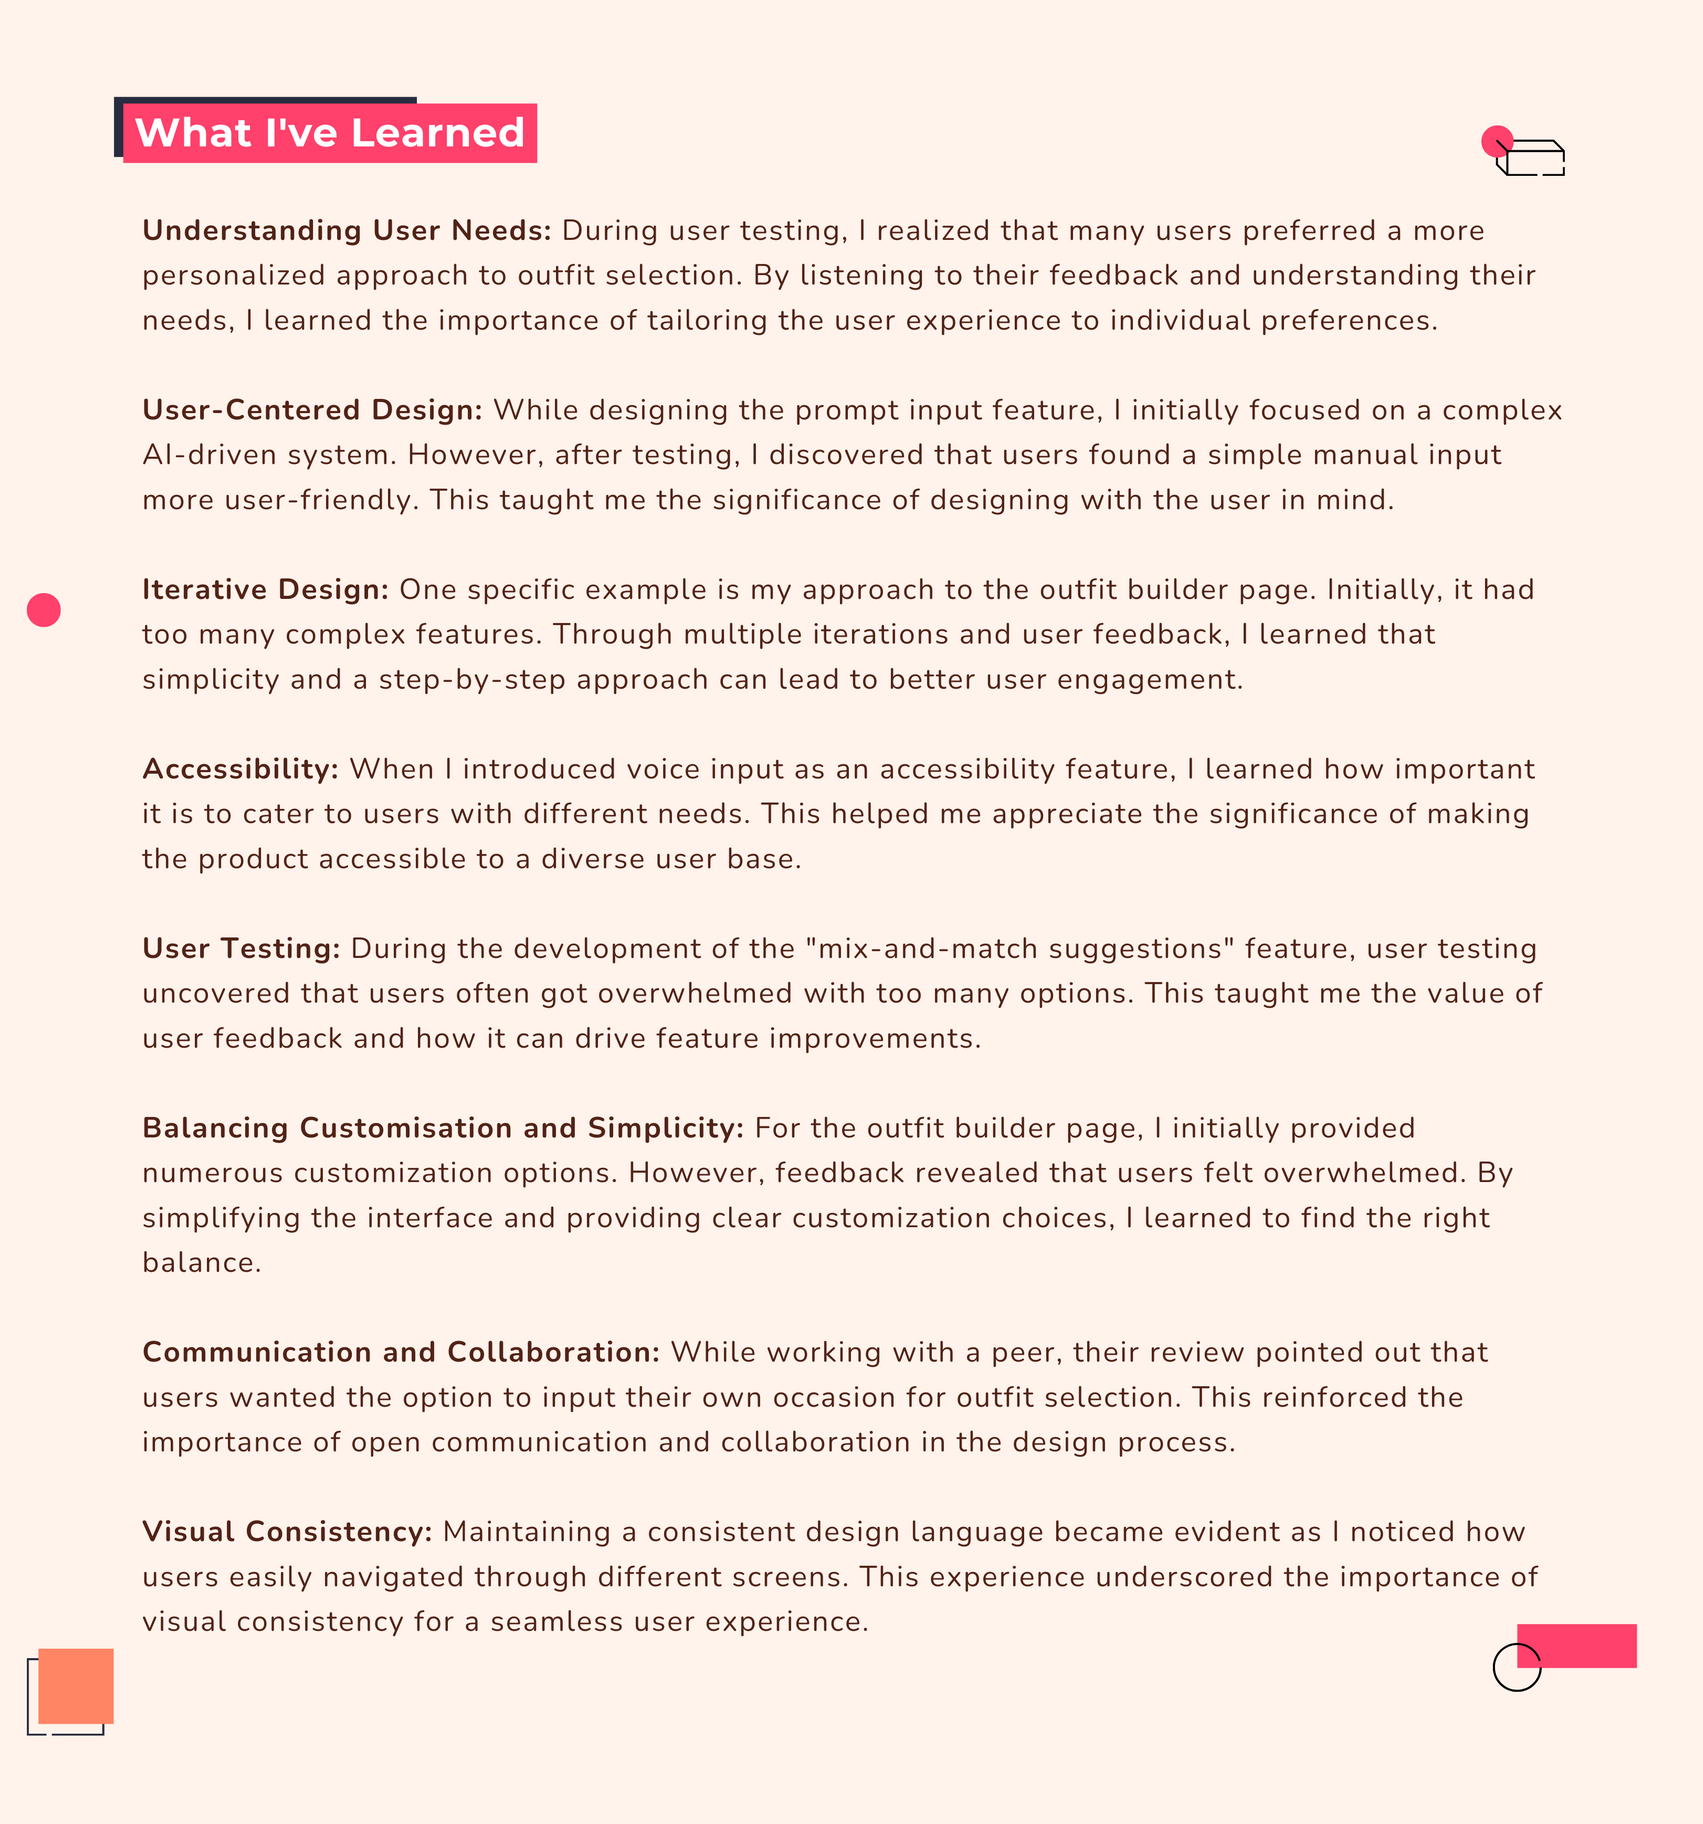 What I've Learned
Understanding User Needs: During user testing, I realized that many users preferred a more
personalized approach to outfit selection. By listening to their feedback and understanding their
needs, I learned the importance of tailoring the user experience to individual preferences.
User-Centered Design: While designing the prompt input feature, I initially focused on a complex
AI-driven system. However, after testing, I discovered that users found a simple manual input
more user-friendly. This taught me the significance of designing with the user in mind.
Iterative Design: One specific example is my approach to the outfit builder page. Initially, it had
too many complex features. Through multiple iterations and user feedback, I learned that
simplicity and a step-by-step approach can lead to better user engagement.
Accessibility: When I introduced voice input as an accessibility feature, I learned how important
it is to cater to users with different needs. This helped me appreciate the significance of making
the product accessible to a diverse user base.
User Testing: During the development of the "mix-and-match suggestions" feature, user testing
uncovered that users often got overwhelmed with too many options. This taught me the value of
user feedback and how it can drive feature improvements.
Balancing Customisation and Simplicity: For the outfit builder page, I initially provided
numerous customization options. However, feedback revealed that users felt overwhelmed. By
simplifying the interface and providing clear customization choices, I learned to find the right
balance.
Communication and Collaboration: While working with a peer, their review pointed out that
users wanted the option to input their own occasion for outfit selection. This reinforced the
importance of open communication and collaboration in the design process.
Visual Consistency: Maintaining a consistent design language became evident as I noticed how
users easily navigated through different screens. This experience underscored the importance of
visual consistency for a seamless user experience.